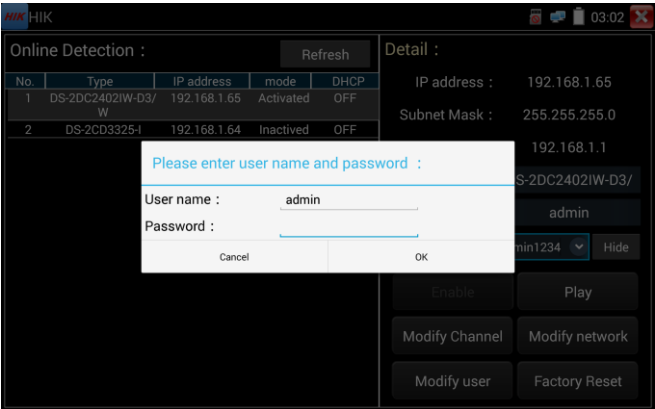 HIK HIK 03:02
Online Detection : Refresh
No. Type IP address mode DHCP
1 DS-2DC2402IW-D3/W 192.168.1.65 Activated OFF
2 DS-2CD3325-I 192.168.1.64 Inactived OFF
Detail :
IP address : 192.168.1.65
Subnet Mask : 255.255.255.0
192.168.1.1
S-2DC2402IW-D3/
admin
min1234 Hide
Enable Play
Modify Channel Modify network
Modify user Factory Reset
Please enter user name and password :
User name : admin
Password :
Cancel OK